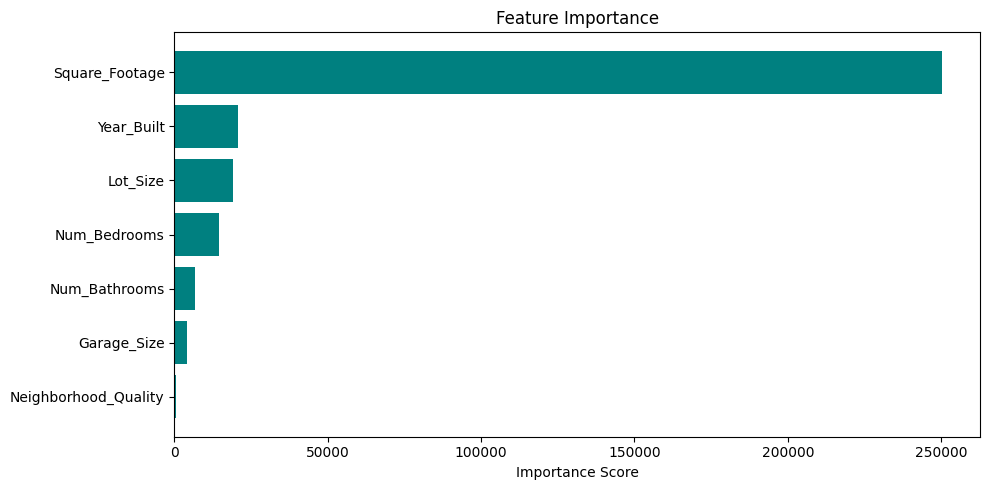 Feature Importance
Square_Footage
Year_Built
Lot_Size
Num_Bedrooms
Num_Bathrooms
Garage_Size
Neighborhood_Quality
0 50000 100000 150000 200000 250000
Importance Score